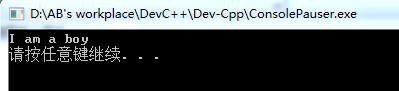 D:\AB's workplace\DevC++\Dev-Cpp\ConsolePauser.exe
I am a boy
请按任意键继续. . .